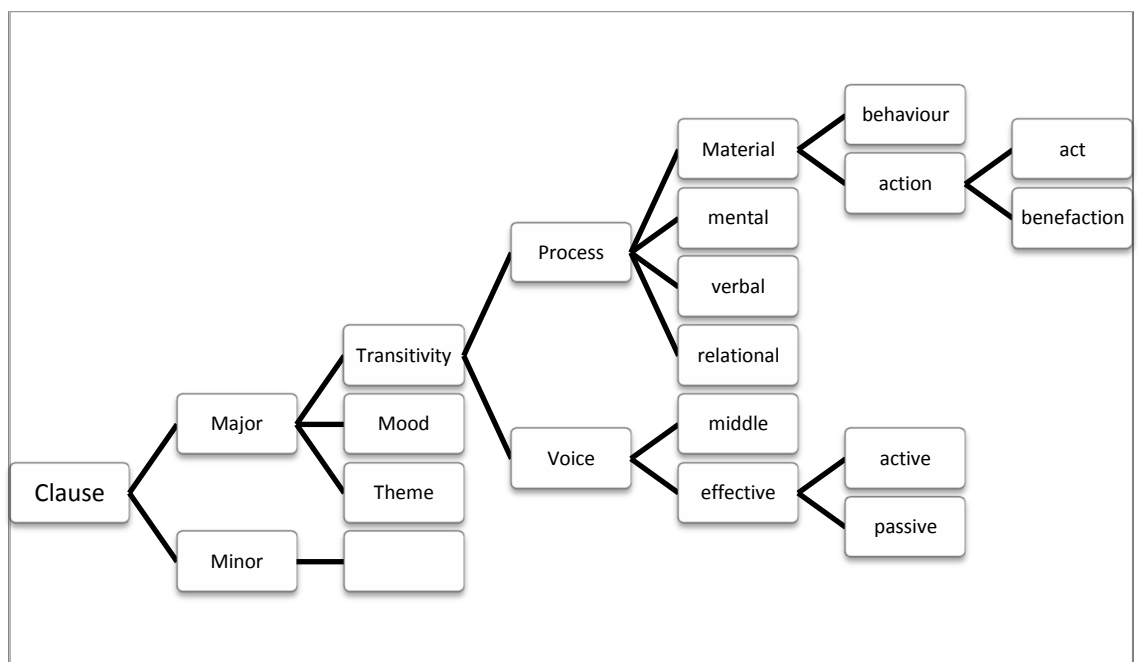 Clause
Major
Minor
Transitivity
Mood
Theme
Process
Voice
Material
mental
verbal
relational
middle
effective
behaviour
action
active
passive
act
benefaction